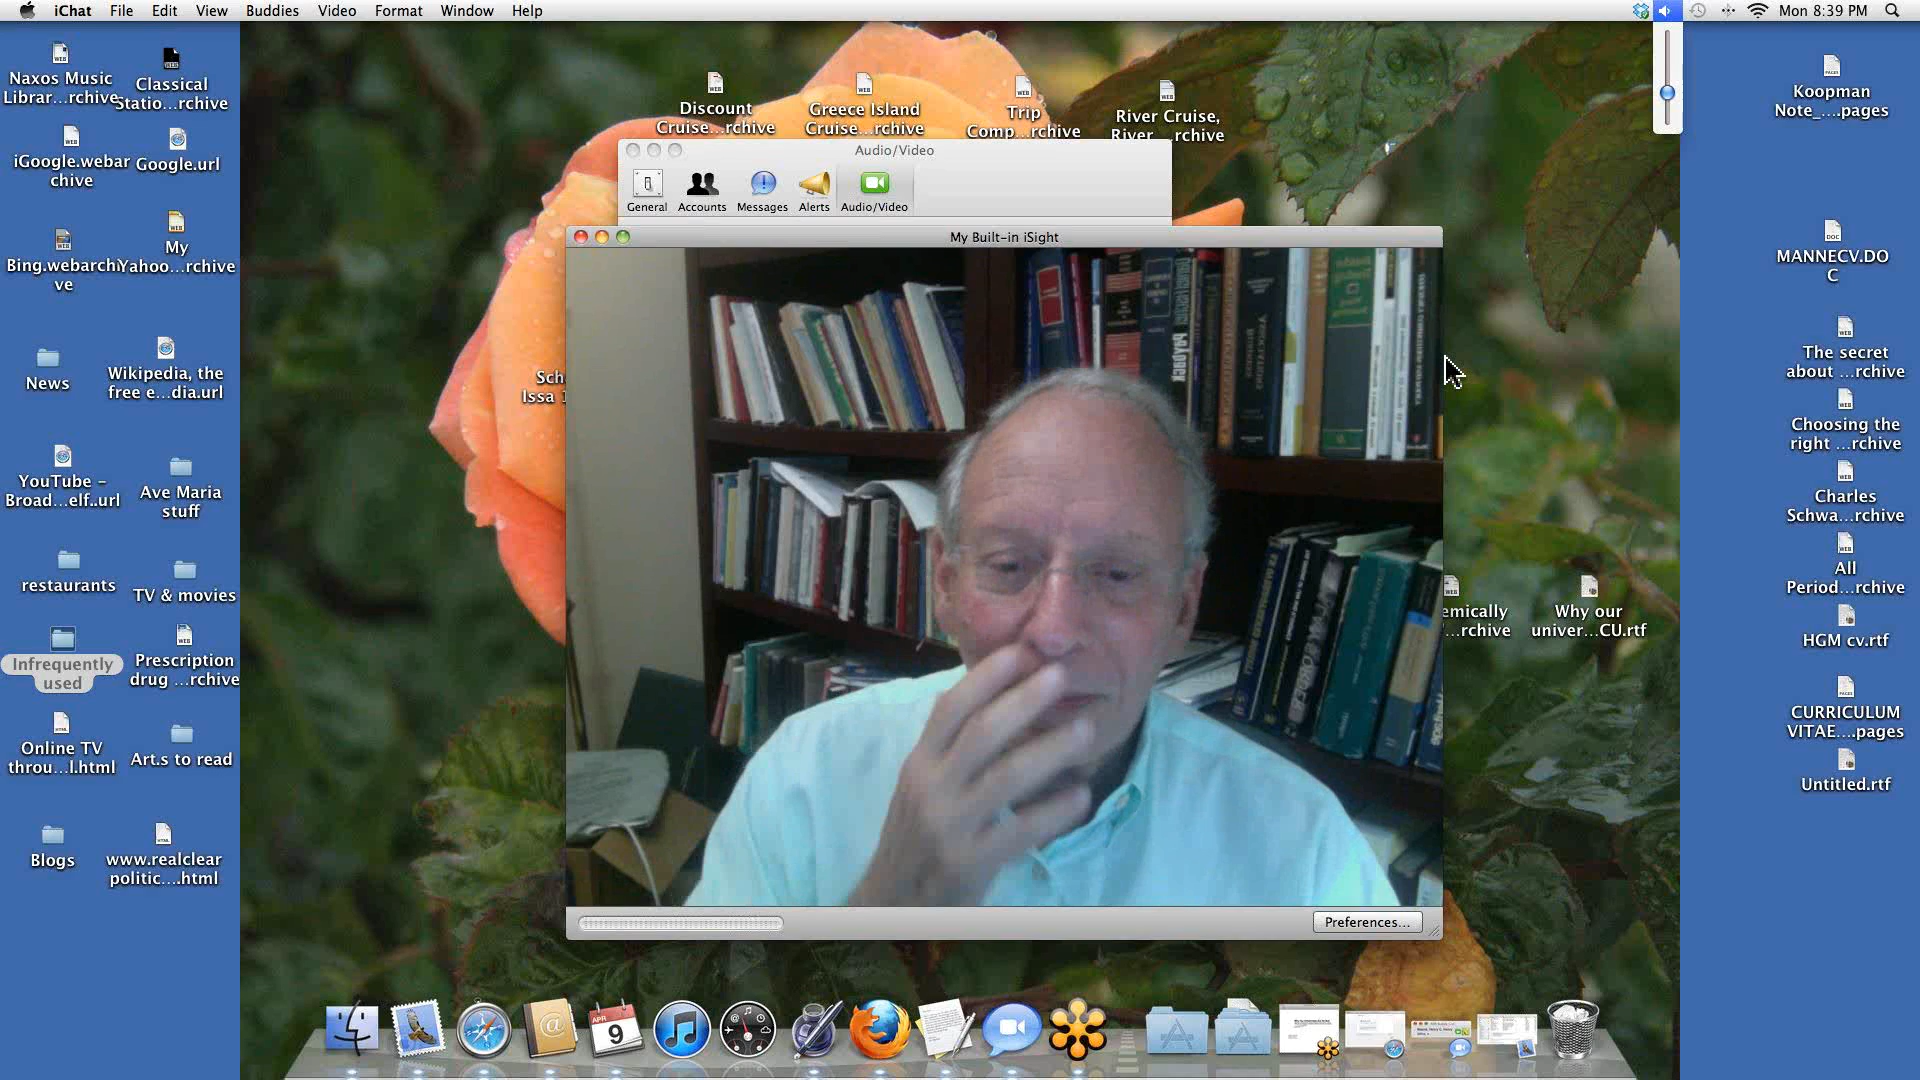 iChat File Edit View Buddies Video Format Window Help
Mon 8:39 PM
Naxos Music
Librar...rchive
Classical
Statio...rchive
iGoogle.webar
chive
Google.url
Bing.webarchi
ve
My
Yahoo...rchive
News
Wikipedia, the
free e...dia.url
YouTube -
Broad...elf..url
Ave Maria
stuff
restaurants
TV & movies
Infrequently
used
Prescription
drug ...rchive
Online TV
throu...l.html
Art.s to read
Blogs
www.realclear
politic....html
Discount
Cruise...rchive
Greece Island
Cruise...rchive
Trip
Comp...rchive
River Cruise,
River ...rchive
Audio/Video
General Accounts Messages Alerts Audio/Video
My Built-in iSight
Sch
Issa 1
Preferences...
emically
...rchive
Why our
univer...CU.rtf
Koopman
Note_....pages
MANNECV.DO
C
The secret
about ...rchive
Choosing the
right ...rchive
Charles
Schwa...rchive
All
Period...rchive
HGM cv.rtf
CURRICULUM
VITAE....pages
Untitled.rtf
APR
9